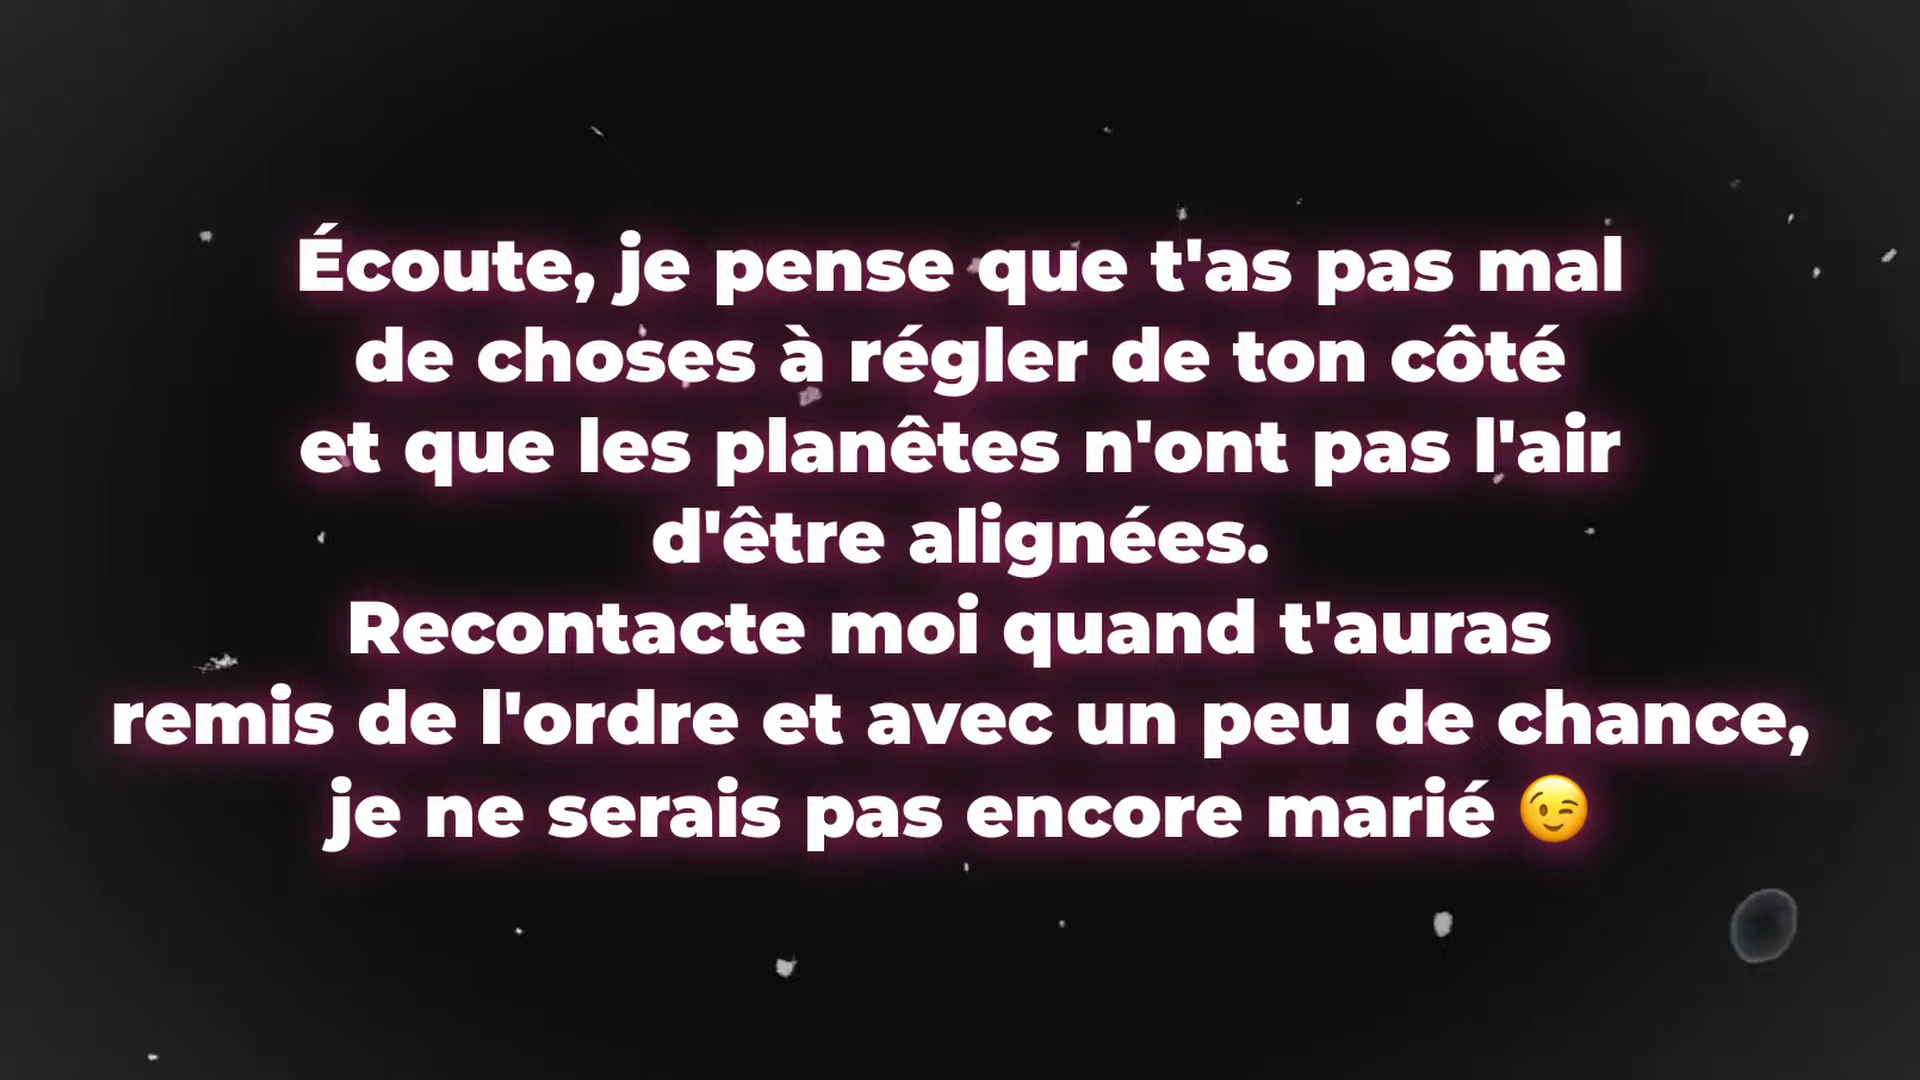 Écoute, je pense que t'as pas mal
de choses à régler de ton côté
et que les planêtes n'ont pas l'air
d'être alignées.
Recontacte moi quand t'auras
remis de l'ordre et avec un peu de chance,
je ne serais pas encore marié 😉